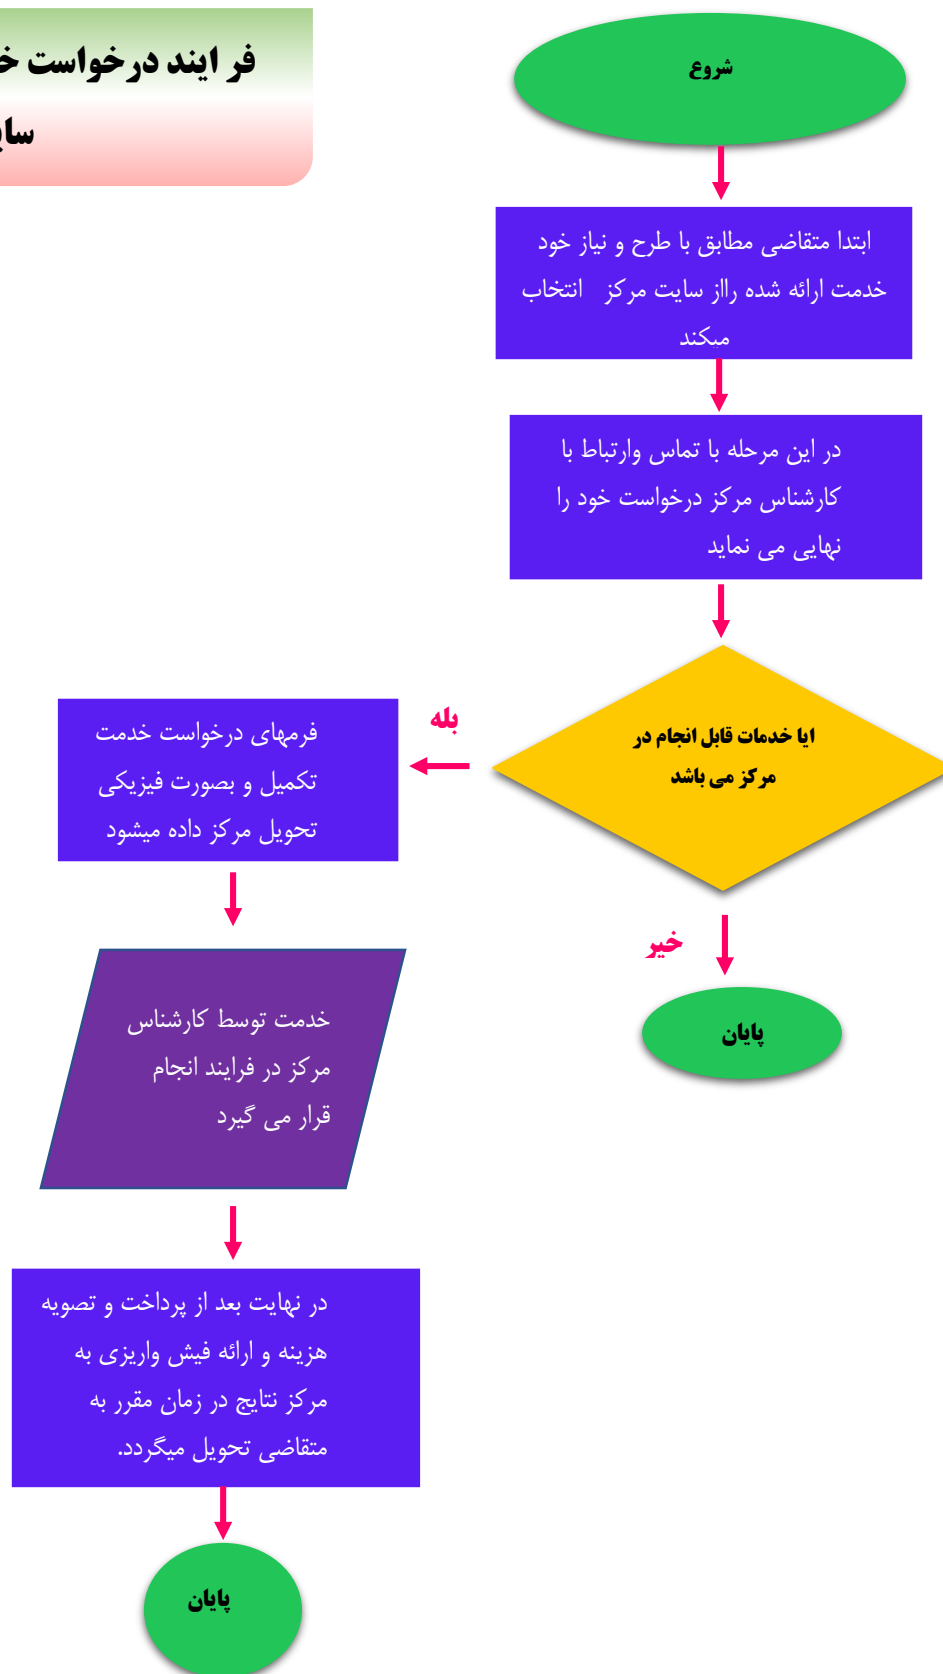 فر ایند درخواست
شروع
ابتدا متقاضی مطابق با طرح و نیاز خود
خدمت ارائه شده رااز سایت مرکز انتخاب
میکند
در این مرحله با تماس وارتباط با
کارشناس مرکز درخواست خود را
نهایی می نماید
ایا خدمات قابل انجام در
مرکز می باشد
بله
فرمهای درخواست خدمت
تکمیل و بصورت فیزیکی
تحویل مرکز داده میشود
خیر
پایان
خدمت توسط کارشناس
مرکز در فرایند انجام
قرار می گیرد
در نهایت بعد از پرداخت و تصویه
هزینه و ارائه فیش واریزی به
مرکز نتایج در زمان مقرر به
متقاضی تحویل میگردد.
پایان